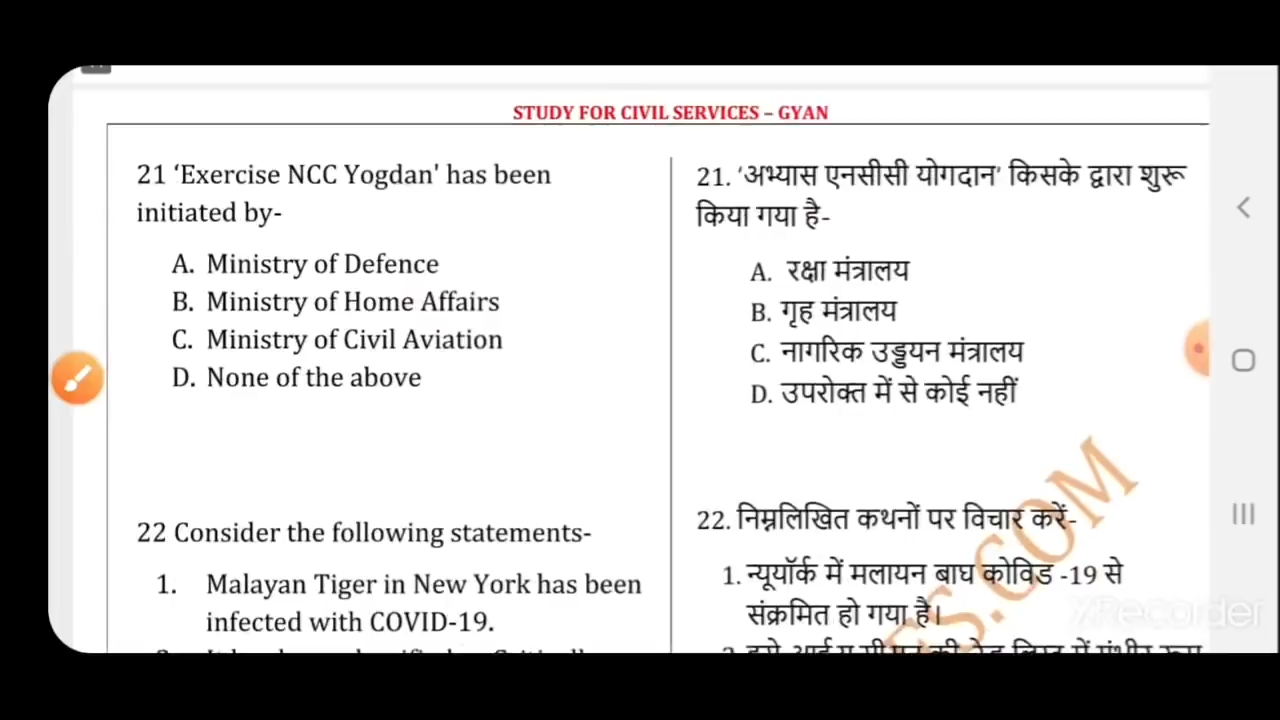 STUDY FOR CIVIL SERVICES – GYAN
21 ‘Exercise NCC Yogdan' has been
initiated by-
A. Ministry of Defence
B. Ministry of Home Affairs
C. Ministry of Civil Aviation
D. None of the above
22 Consider the following statements-
1. Malayan Tiger in New York has been
infected with COVID-19.
21. ‘अभ्यास एनसीसी योगदान’ किसके द्वारा शुरू
किया गया है-
A. रक्षा मंत्रालय
B. गृह मंत्रालय
C. नागरिक उड्डयन मंत्रालय
D. उपरोक्त में से कोई नहीं
22. निम्नलिखित कथनों पर विचार करें-
1. न्यूयॉर्क में मलायन बाघ कोविड -19 से
संक्रमित हो गया है।
ES.COM
XRecorder